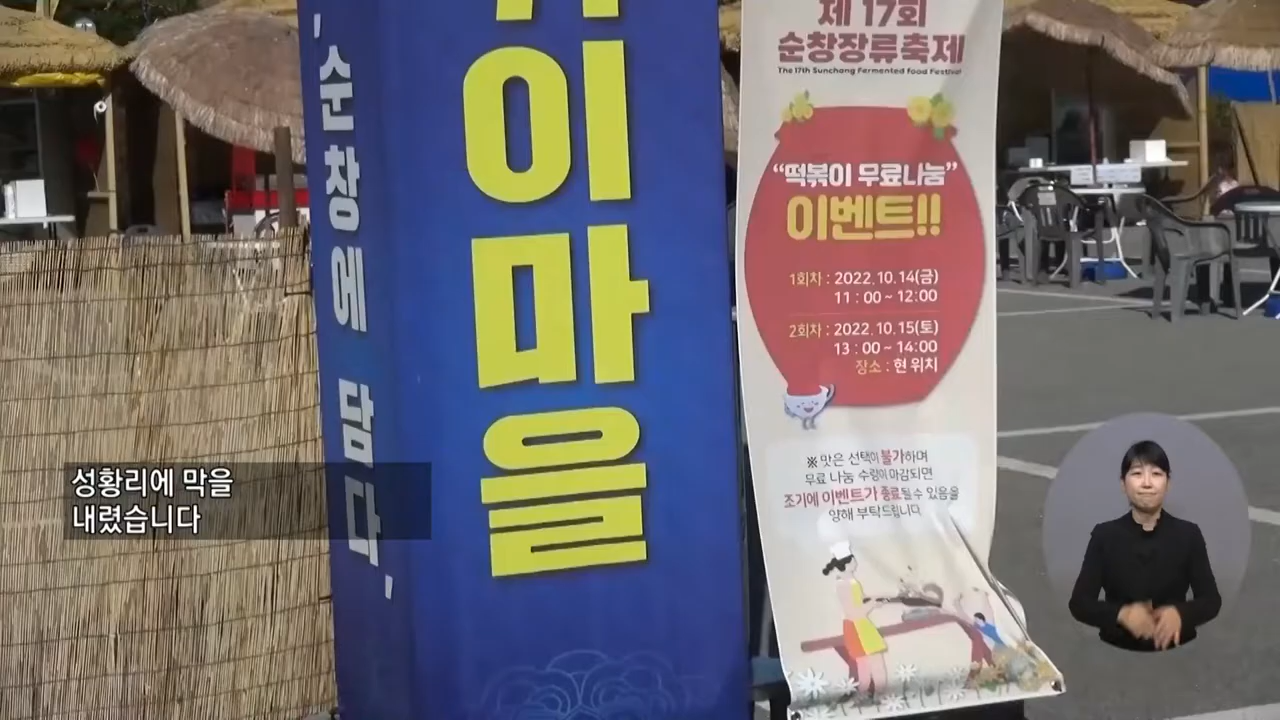 '순창에 담다,
이마을
제 17회
순창장류축제
The 17th Sunchang Fermented food Festival
“떡볶이 무료나눔”
이벤트!!
1회차 : 2022. 10. 14(금)
11 : 00 ~ 12:00
2회차 : 2022. 10. 15(토)
13 : 00 ~ 14:00
장소 : 현 위치
※ 맛은 선택이 불가하며
무료 나눔 수량이 마감되면
조기에 이벤트가 종료될 수 있음을
양해 부탁드립니다.
성황리에 막을
내렸습니다